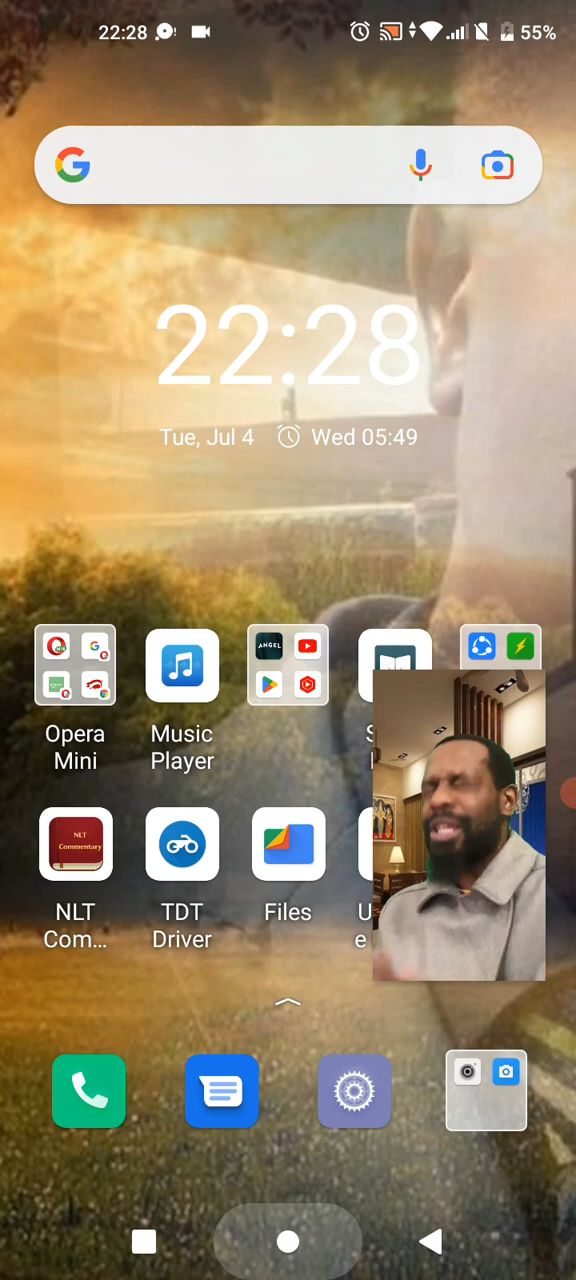 22:28
55%
22:28
Tue, Jul 4
Wed 05:49
ANGEL
Opera
Mini
Music
Player
S
NLT
Commentary
NLT
Com...
TDT
Driver
Files
U
e